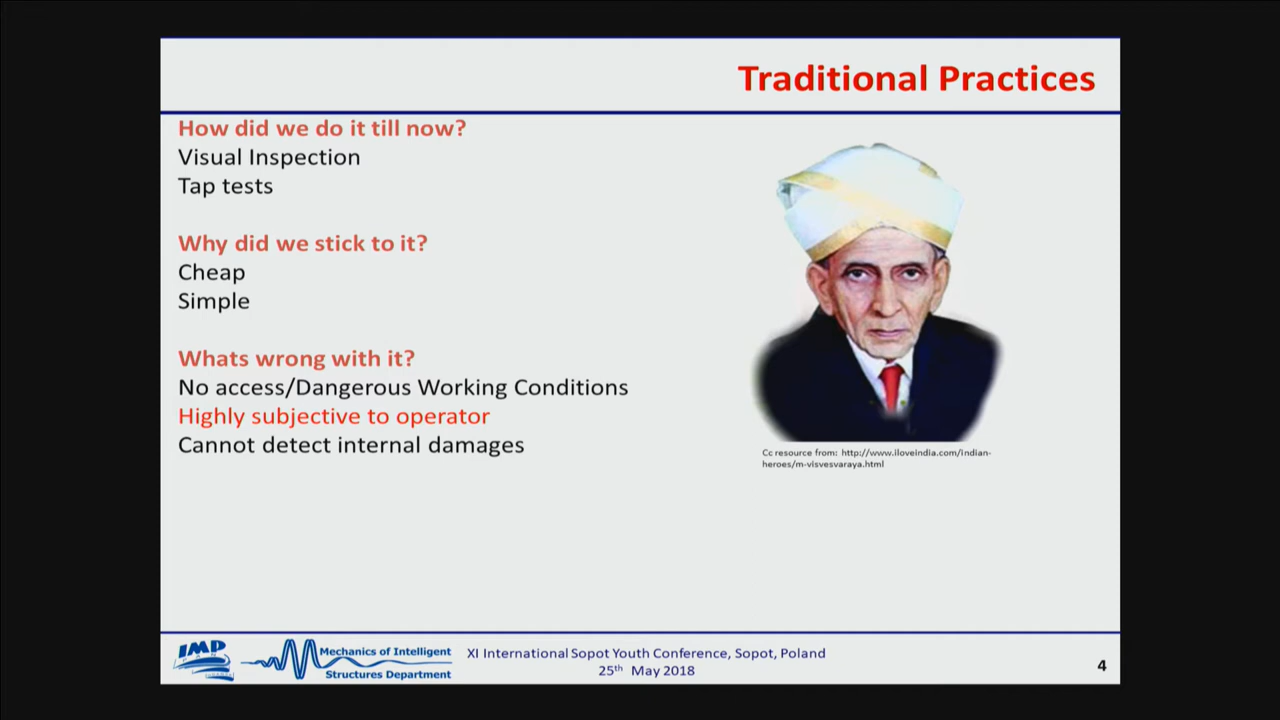 Traditional Practices
How did we do it till now?
Visual Inspection
Tap tests
Why did we stick to it?
Cheap
Simple
Whats wrong with it?
No access/Dangerous Working Conditions
Highly subjective to operator
Cannot detect internal damages
Cc resource from: http://www.iloveindia.com/indian-
heroes/m-visvesvaraya.html
IMP
Mechanics of Intelligent
Structures Department
XI International Sopot Youth Conference, Sopot, Poland
25th May 2018
4